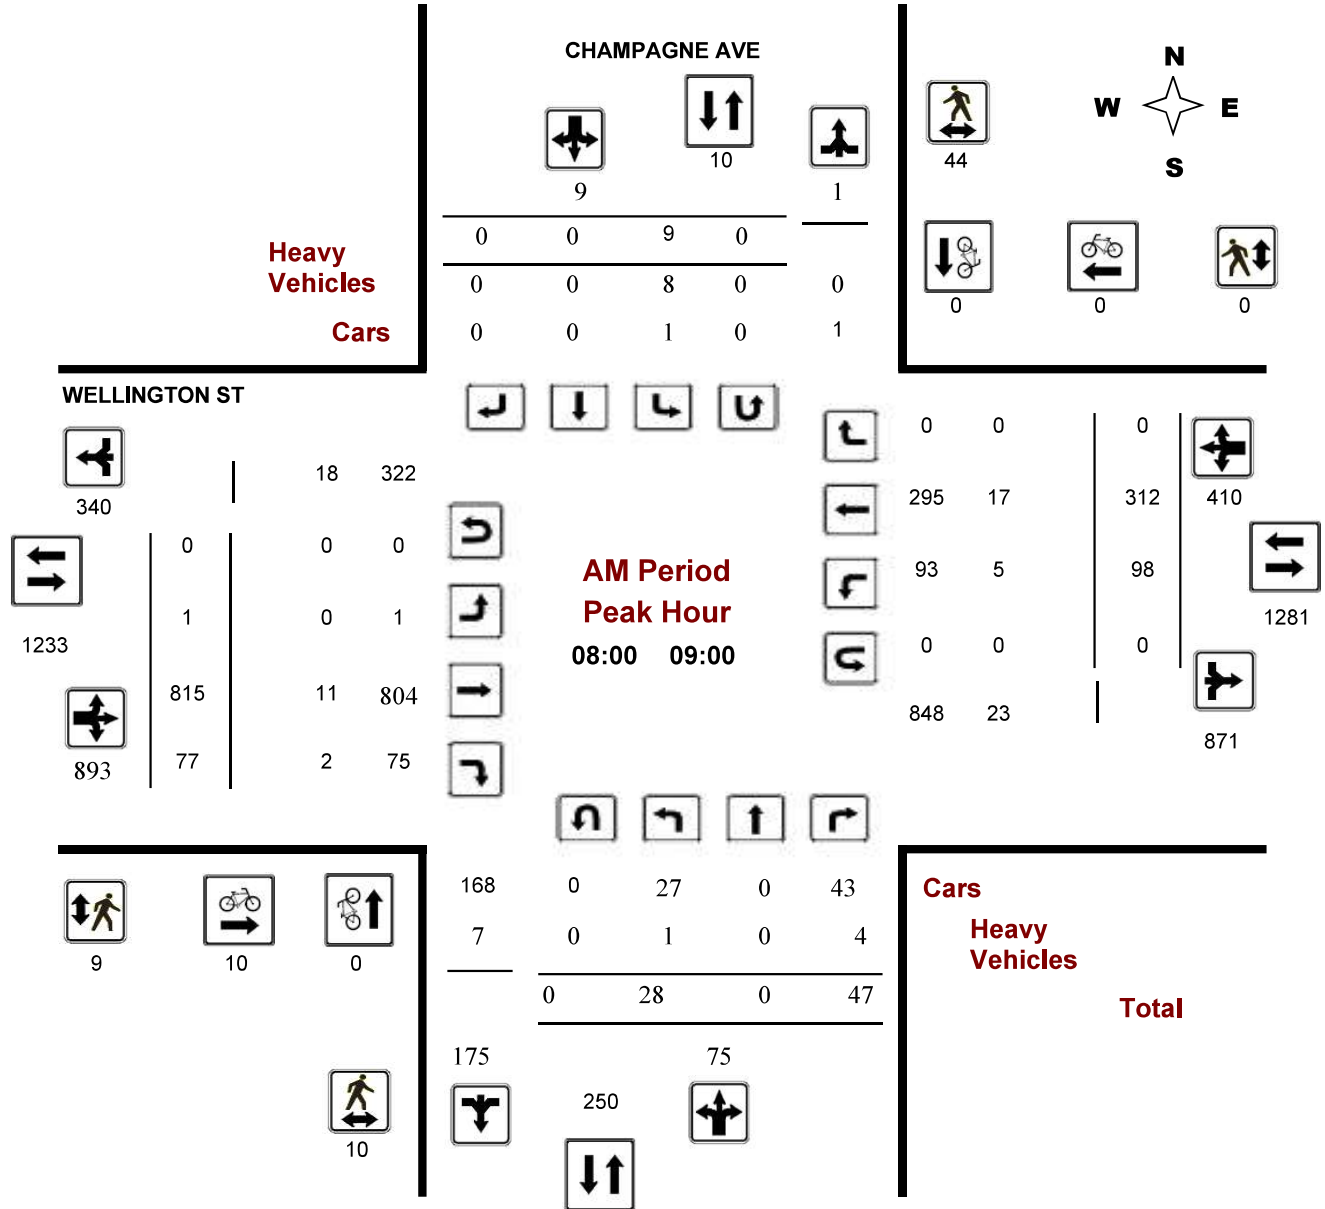 CHAMPAGNE AVE
N
W E
S
10
44
9 1
0 0 9 0
Heavy
Vehicles
0 0 8 0 0
Cars
0 0 1 0 1
0 0 0
WELLINGTON ST
0 0 0
18 322
340
295 17 312 410
0 0 0
AM Period
93 5 98
Peak Hour
1 0 1
1281
1233
08:00 09:00
0 0 0
815 11 804
848 23
871
893
77 2 75
168 0 27 0 43
Cars
7 0 1 0 4
Heavy
Vehicles
9 10 0
0 28 0 47
Total
175 75
250
10